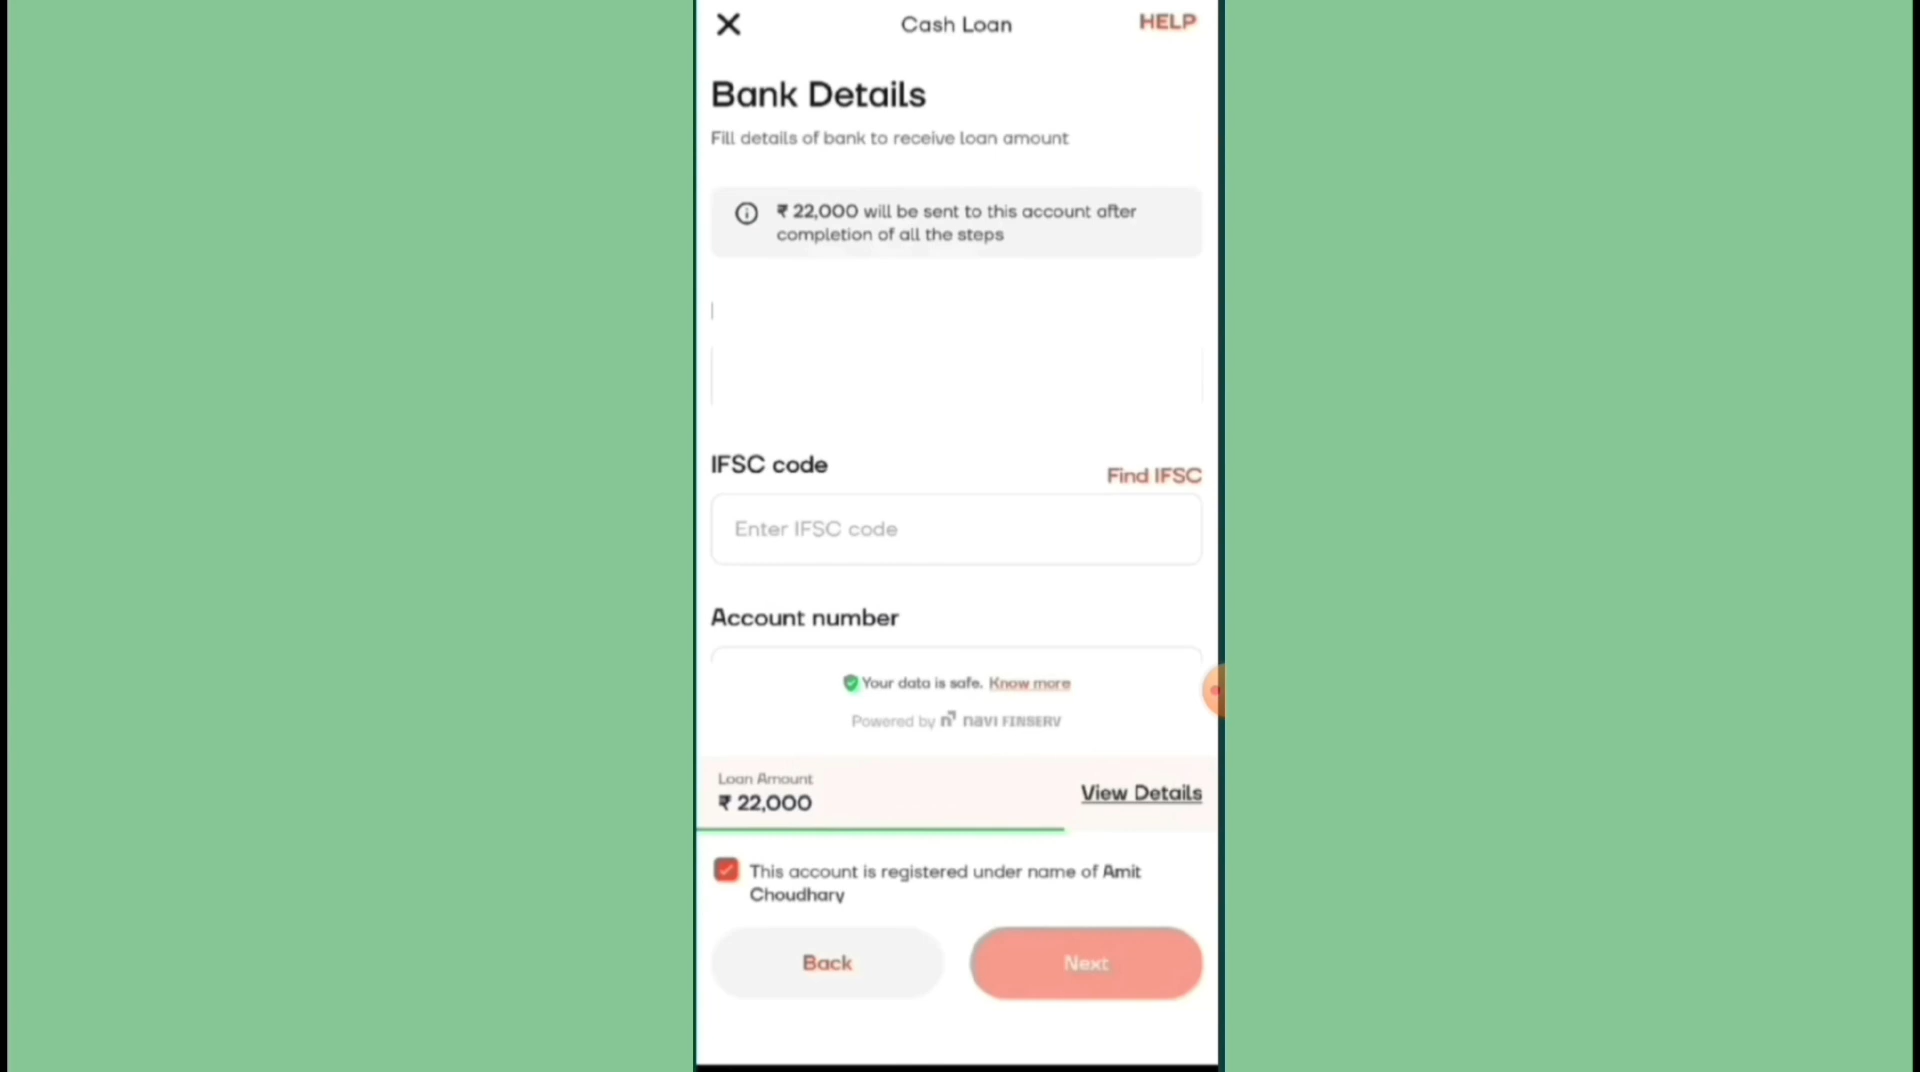 Cash Loan
HELP
Bank Details
Fill details of bank to receive loan amount
₹ 22,000 will be sent to this account after
completion of all the steps
IFSC code
Find IFSC
Enter IFSC code
Account number
Your data is safe. Know more
Powered by navi FINSERV
Loan Amount
₹ 22,000
View Details
This account is registered under name of Amit
Choudhary
Back
Next